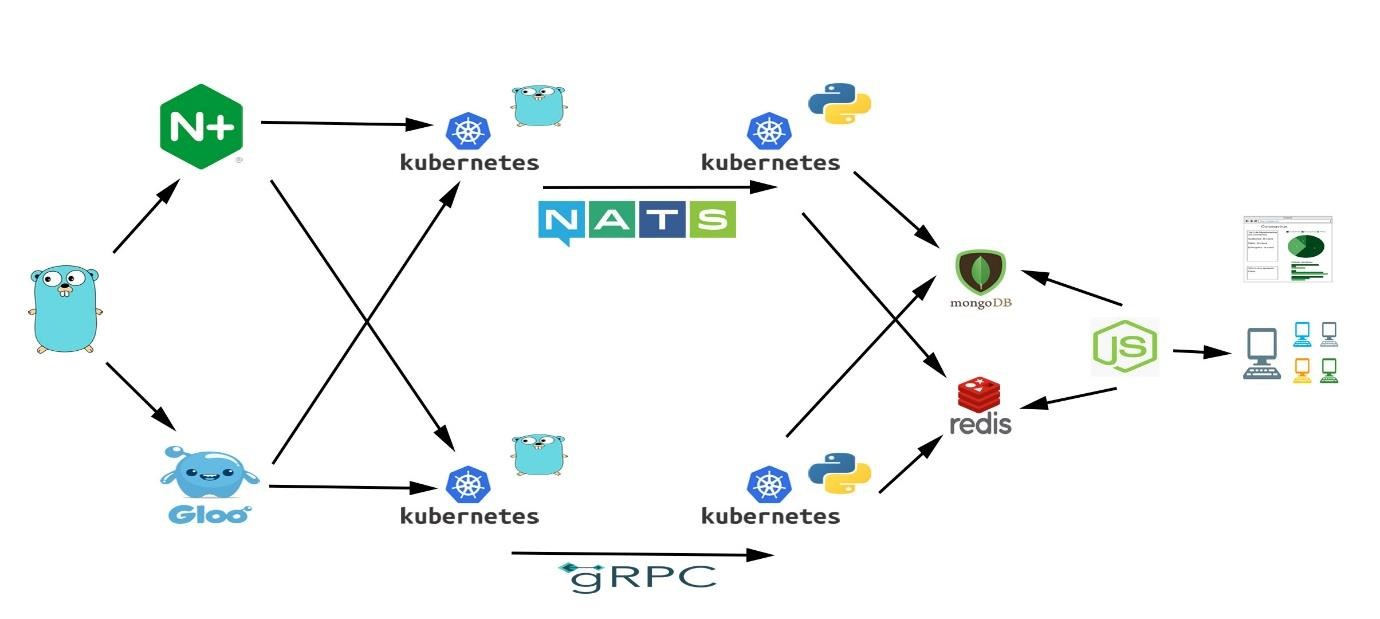 N+
®
kubernetes
kubernetes
NATS
mongoDB
JS
redis
Gloo
kubernetes
kubernetes
gRPC